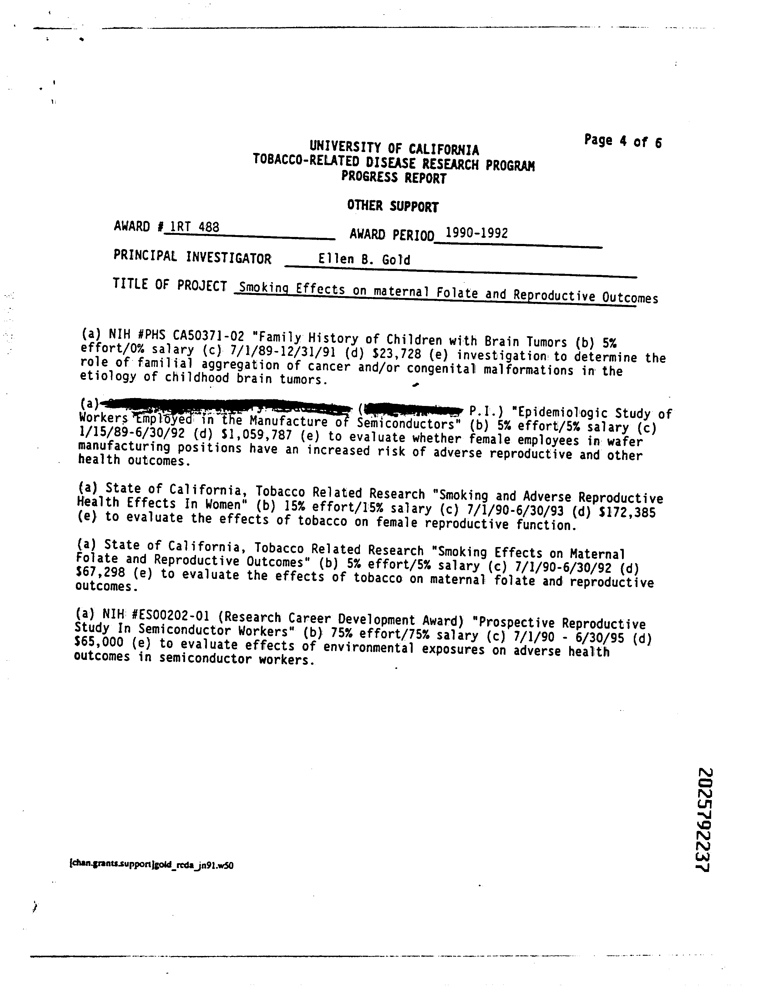 Page 4 of 6
UNIVERSITY OF CALIFORNIA
TOBACCO-RELATED DISEASE RESEARCH PROGRAM
PROGRESS REPORT
OTHER SUPPORT
AWARD # 1RT 488 AWARD PERIOD 1990-1992
PRINCIPAL INVESTIGATOR Ellen B. Gold
TITLE OF PROJECT Smoking Effects on maternal Folate and Reproductive Outcomes
(a) NIH #PHS CA50371-02 "Family History of Children with Brain Tumors (b) 5%
effort/0% salary (c) 7/1/89-12/31/91 (d) $23,728 (e) investigation to determine the
role of familial aggregation of cancer and/or congenital malformations in the
etiology of childhood brain tumors.
(a) ( P.I.) "Epidemiologic Study of
Workers Employed in the Manufacture of Semiconductors" (b) 5% effort/5% salary (c)
1/15/89-6/30/92 (d) $1,059,787 (e) to evaluate whether female employees in wafer
manufacturing positions have an increased risk of adverse reproductive and other
health outcomes.
(a) State of California, Tobacco Related Research "Smoking and Adverse Reproductive
Health Effects In Women" (b) 15% effort/15% salary (c) 7/1/90-6/30/93 (d) $172,385
(e) to evaluate the effects of tobacco on female reproductive function.
(a) State of California, Tobacco Related Research "Smoking Effects on Maternal
Folate and Reproductive Outcomes" (b) 5% effort/5% salary (c) 7/1/90-6/30/92 (d)
$67,298 (e) to evaluate the effects of tobacco on maternal folate and reproductive
outcomes.
(a) NIH #ES00202-01 (Research Career Development Award) "Prospective Reproductive
Study In Semiconductor Workers" (b) 75% effort/75% salary (c) 7/1/90 - 6/30/95 (d)
$65,000 (e) to evaluate effects of environmental exposures on adverse health
outcomes in semiconductor workers.
2025792237
[chan.grants.support]gold_rcda_jn91.w50